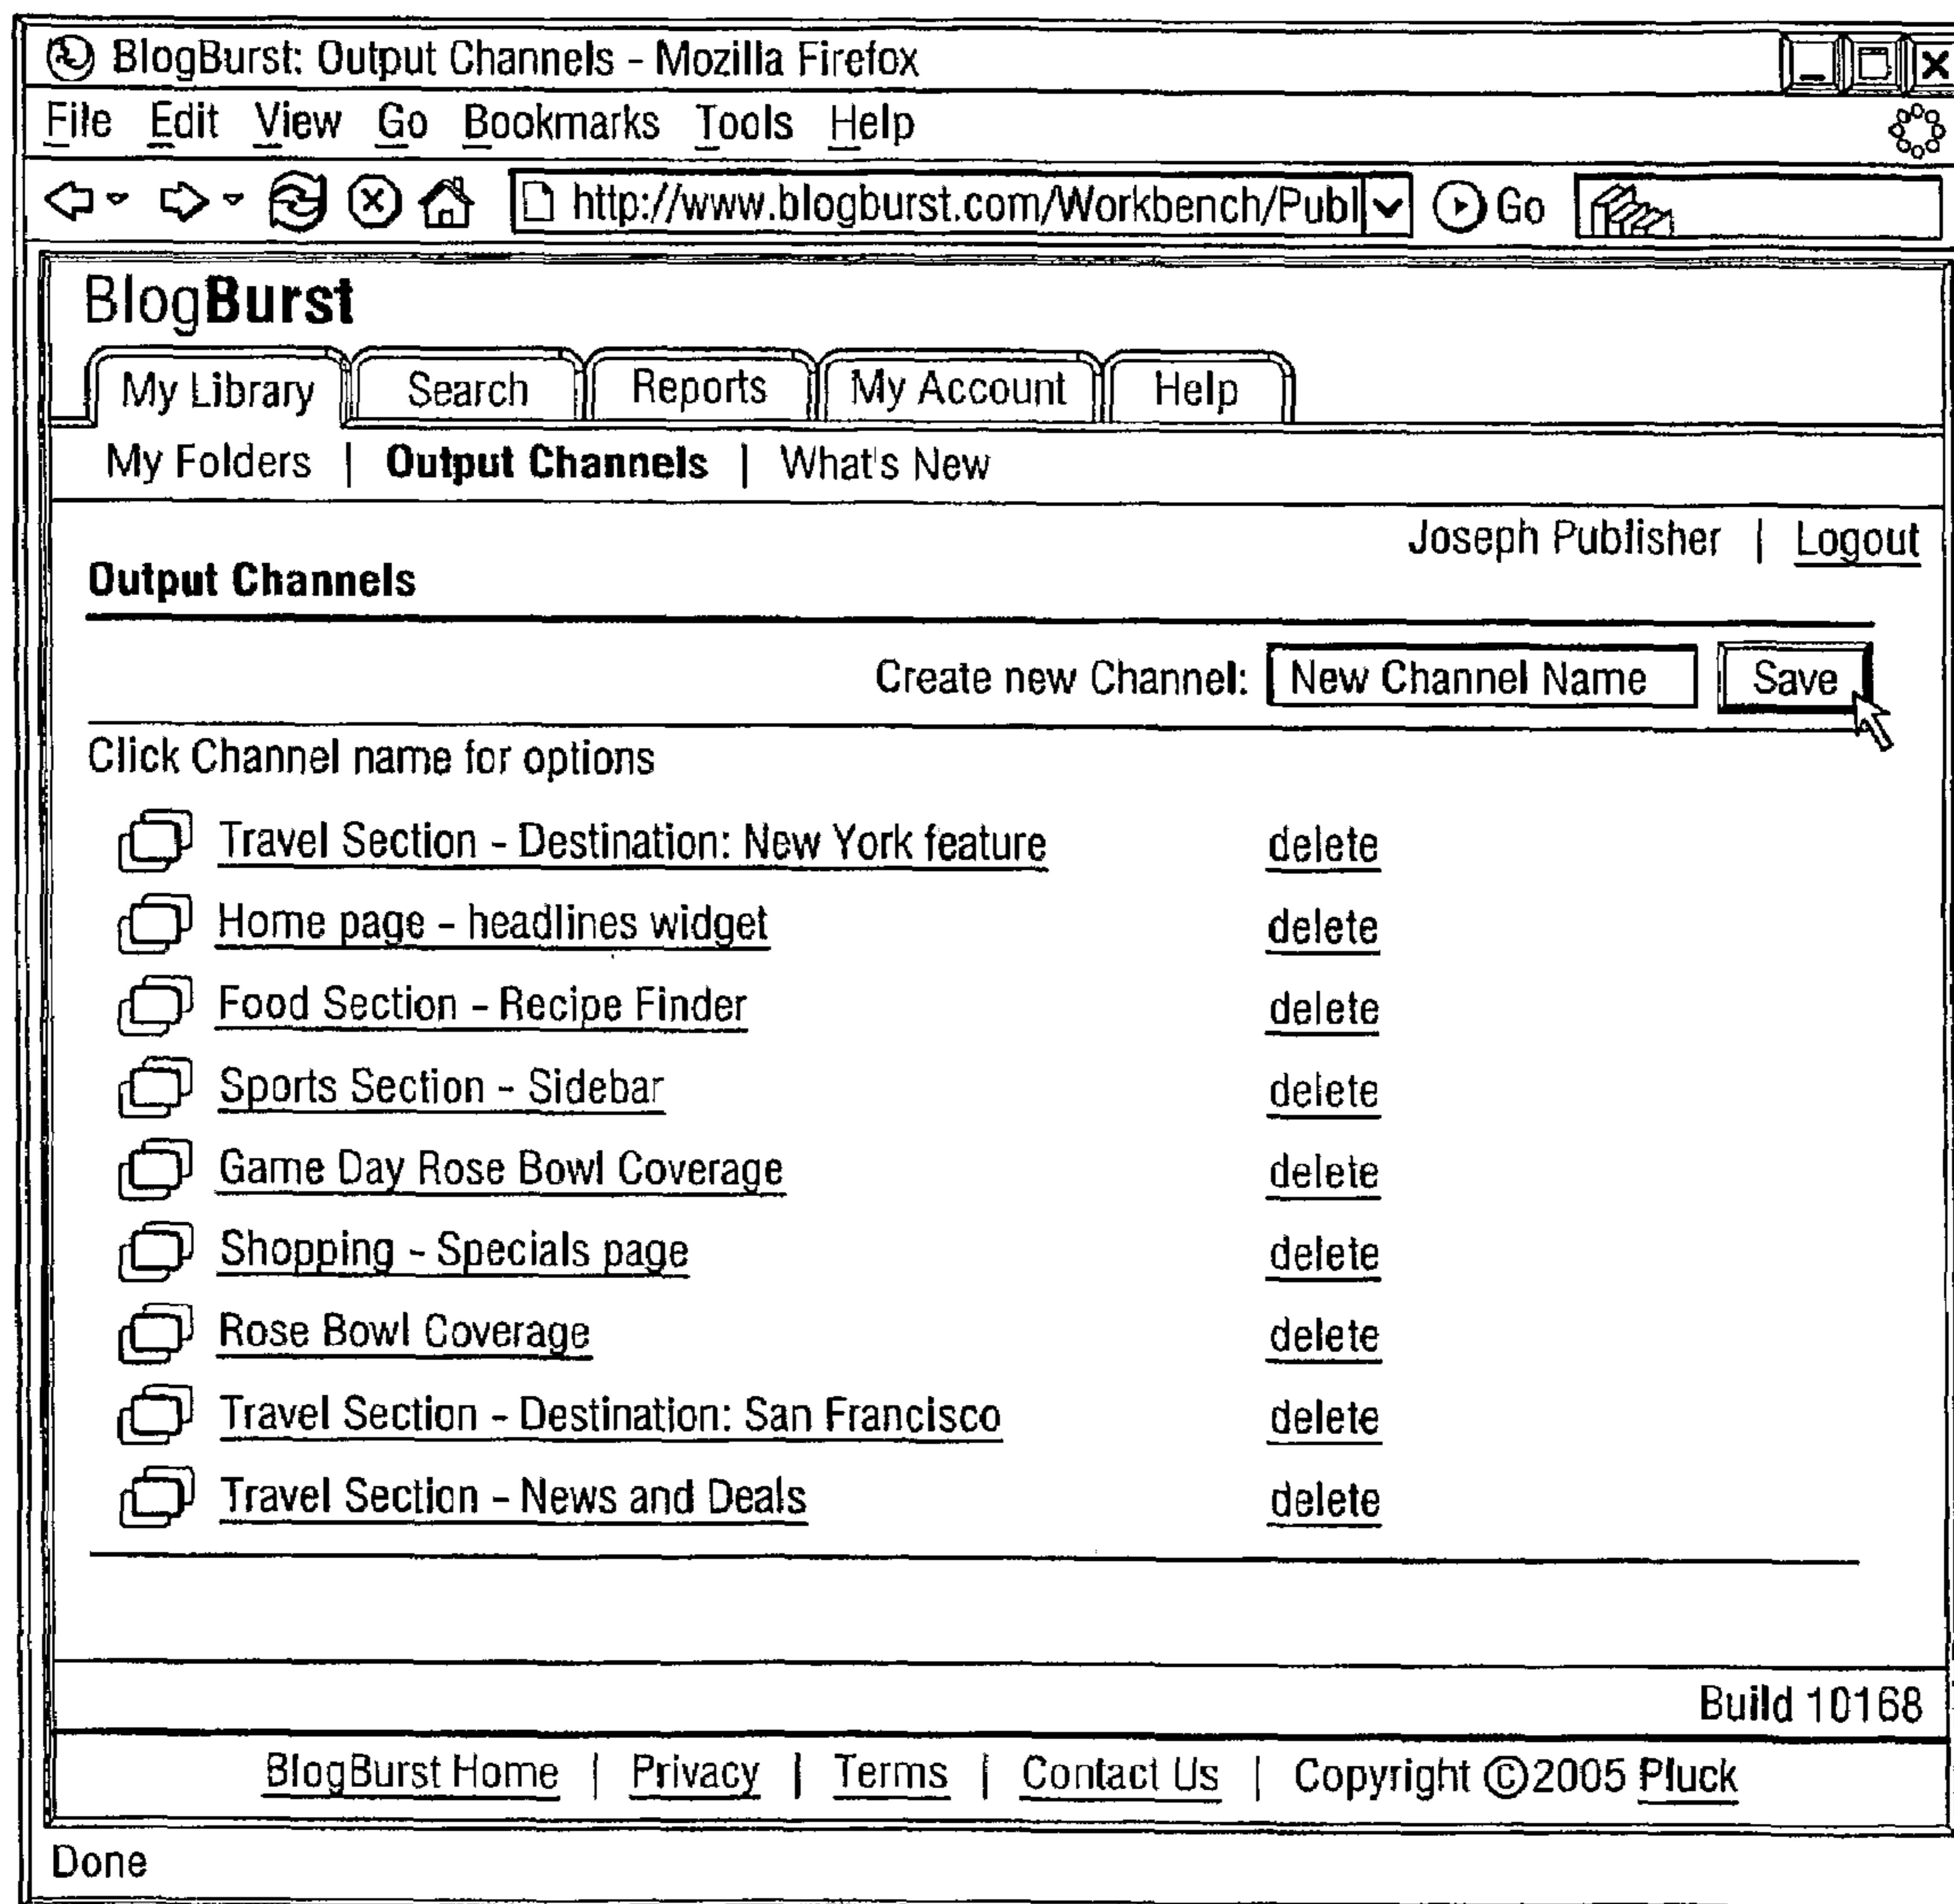 BlogBurst: Output Channels - Mozilla Firefox
File Edit View Go Bookmarks Tools Help
http://www.blogburst.com/Workbench/Publ Go
BlogBurst
My Library Search Reports My Account Help
My Folders | Output Channels | What's New
Joseph Publisher | Logout
Output Channels
Create new Channel: New Channel Name Save
Click Channel name for options
Travel Section - Destination: New York feature delete
Home page - headlines widget delete
Food Section - Recipe Finder delete
Sports Section - Sidebar delete
Game Day Rose Bowl Coverage delete
Shopping - Specials page delete
Rose Bowl Coverage delete
Travel Section - Destination: San Francisco delete
Travel Section - News and Deals delete
Build 10168
BlogBurst Home | Privacy | Terms | Contact Us | Copyright ©2005 Pluck
Done